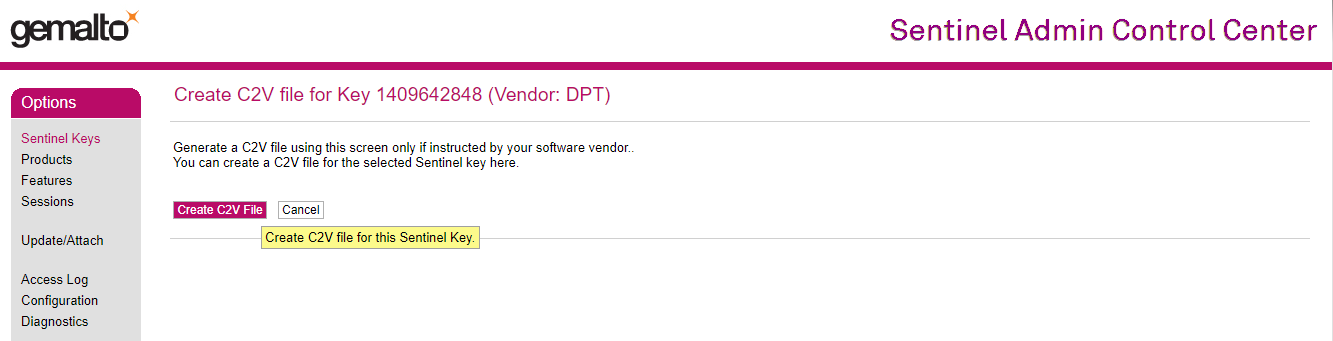 gemalto
Sentinel Admin Control Center
Options
Sentinel Keys
Products
Features
Sessions
Update/Attach
Access Log
Configuration
Diagnostics
Create C2V file for Key 1409642848 (Vendor: DPT)
Generate a C2V file using this screen only if instructed by your software vendor..
You can create a C2V file for the selected Sentinel key here.
Create C2V File Cancel
Create C2V file for this Sentinel Key.